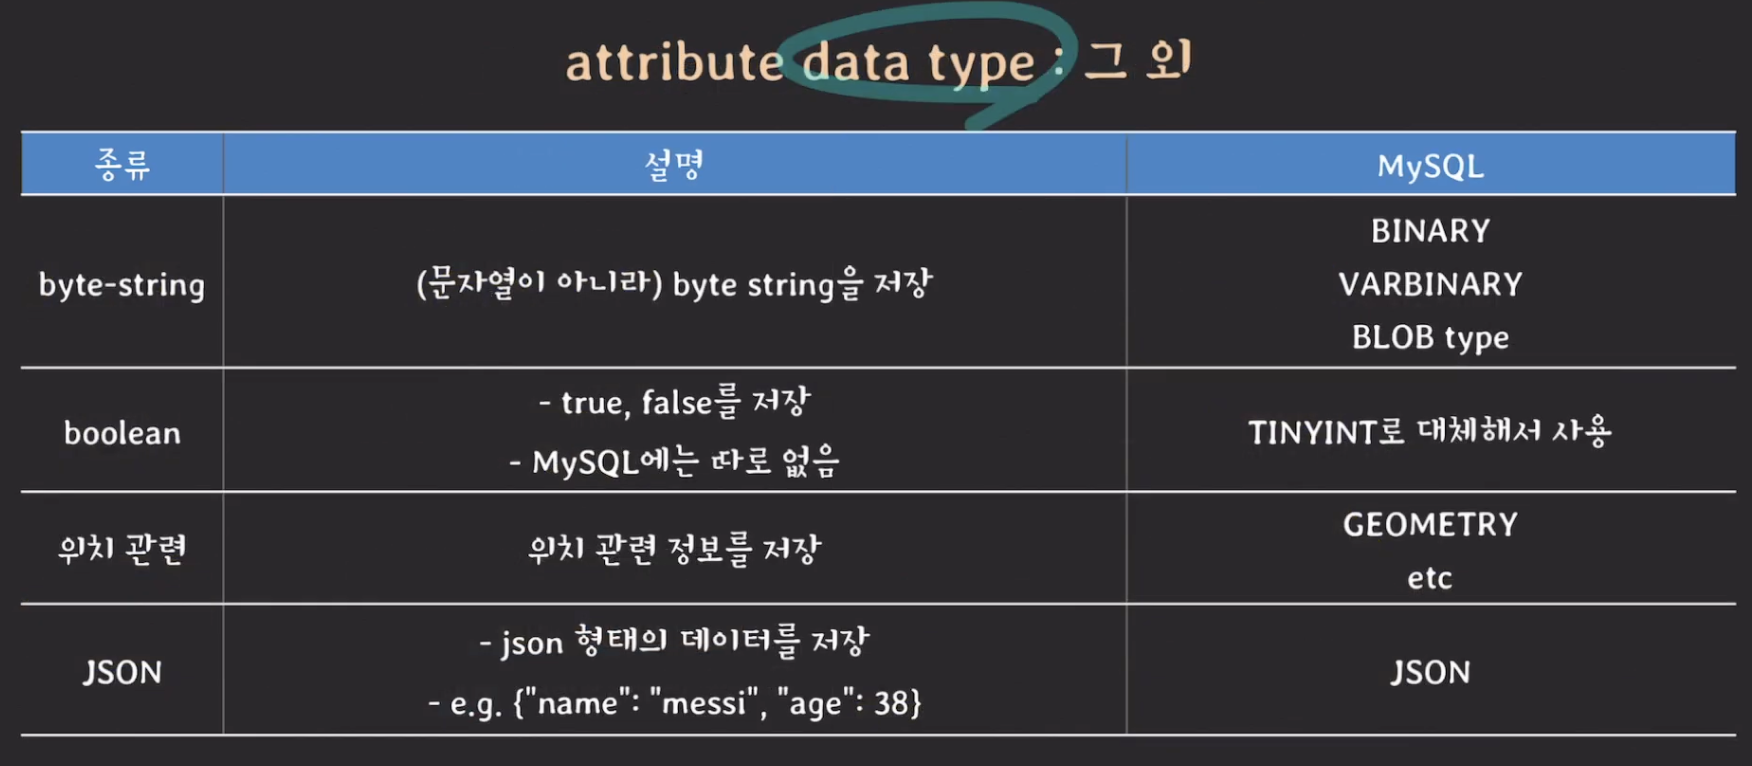 attribute data type : 그 외
종류
설명
MySQL
byte-string
(문자열이 아니라) byte string을 저장
BINARY
VARBINARY
BLOB type
boolean
- true, false를 저장
- MySQL에는 따로 없음
TINYINT로 대체해서 사용
위치 관련
위치 관련 정보를 저장
GEOMETRY
etc
JSON
- json 형태의 데이터를 저장
- e.g. {"name": "messi", "age": 38}
JSON